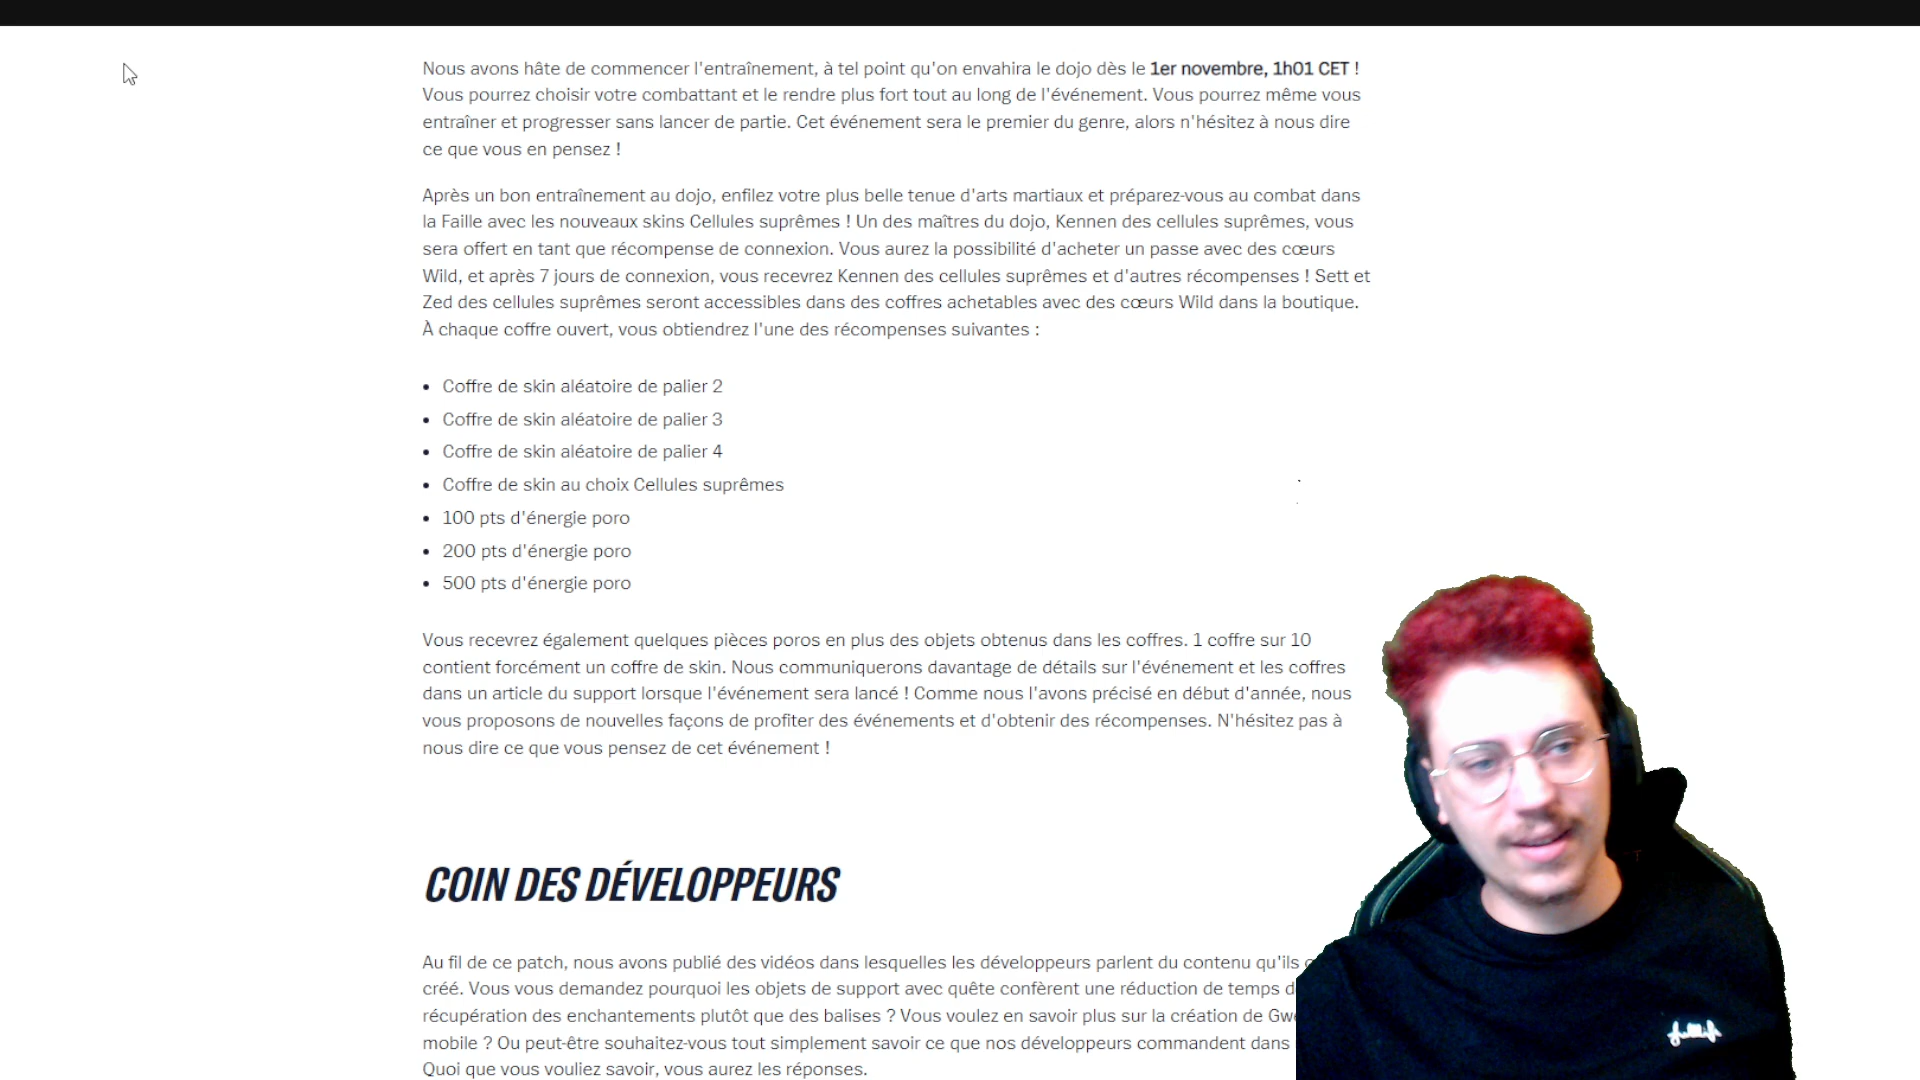 Nous avons hâte de commencer l'entraînement, à tel point qu'on envahira le dojo dès le 1er novembre, 1h01 CET !
Vous pourrez choisir votre combattant et le rendre plus fort tout au long de l'événement. Vous pourrez même vous
entraîner et progresser sans lancer de partie. Cet événement sera le premier du genre, alors n'hésitez à nous dire
ce que vous en pensez !
Après un bon entraînement au dojo, enfilez votre plus belle tenue d'arts martiaux et préparez-vous au combat dans
la Faille avec les nouveaux skins Cellules suprêmes ! Un des maîtres du dojo, Kennen des cellules suprêmes, vous
sera offert en tant que récompense de connexion. Vous aurez la possibilité d'acheter un passe avec des cœurs
Wild, et après 7 jours de connexion, vous recevrez Kennen des cellules suprêmes et d'autres récompenses ! Sett et
Zed des cellules suprêmes seront accessibles dans des coffres achetables avec des cœurs Wild dans la boutique.
À chaque coffre ouvert, vous obtiendrez l'une des récompenses suivantes :
• Coffre de skin aléatoire de palier 2
• Coffre de skin aléatoire de palier 3
• Coffre de skin aléatoire de palier 4
• Coffre de skin au choix Cellules suprêmes
• 100 pts d'énergie poro
• 200 pts d'énergie poro
• 500 pts d'énergie poro
Vous recevrez également quelques pièces poros en plus des objets obtenus dans les coffres. 1 coffre sur 10
contient forcément un coffre de skin. Nous communiquerons davantage de détails sur l'événement et les coffres
dans un article du support lorsque l'événement sera lancé ! Comme nous l'avons précisé en début d'année, nous
vous proposons de nouvelles façons de profiter des événements et d'obtenir des récompenses. N'hésitez pas à
nous dire ce que vous pensez de cet événement !
COIN DES DÉVELOPPEURS
Au fil de ce patch, nous avons publié des vidéos dans lesquelles les développeurs parlent du contenu qu'ils
créé. Vous vous demandez pourquoi les objets de support avec quête confèrent une réduction de temps
récupération des enchantements plutôt que des balises ? Vous voulez en savoir plus sur la création de
mobile ? Ou peut-être souhaitez-vous tout simplement savoir ce que nos développeurs commandent dans
Quoi que vous vouliez savoir, vous aurez les réponses.